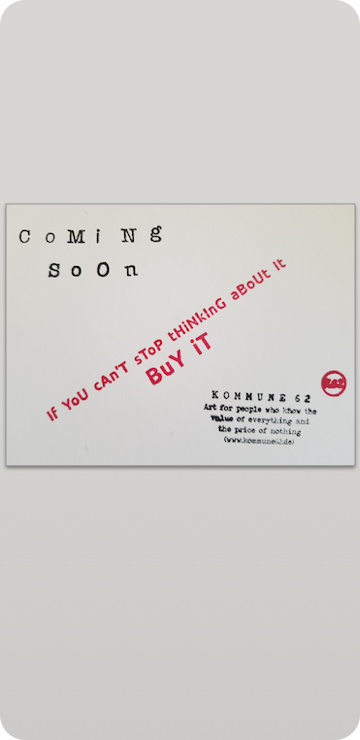 CoMiNg
SoOn
IF YoU cAn'T sToP tHiNkInG aBoUt It
BuY iT
KOMMUNE 62
Art for people who know the
value of everything and
the price of nothing
(www.kommune62.de)